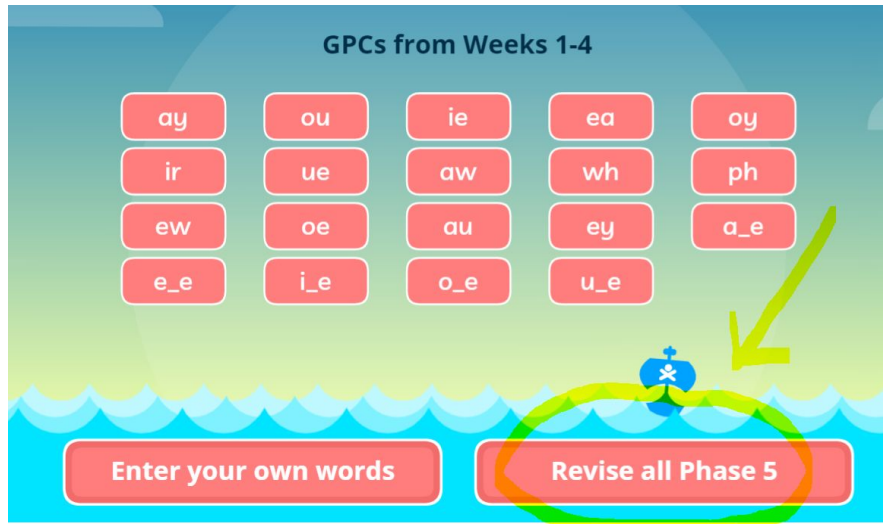 GPCs from Weeks 1-4
ay ou ie ea oy
ir ue aw wh ph
ew oe au ey a_e
e_e i_e o_e u_e
Enter your own words Revise all Phase 5